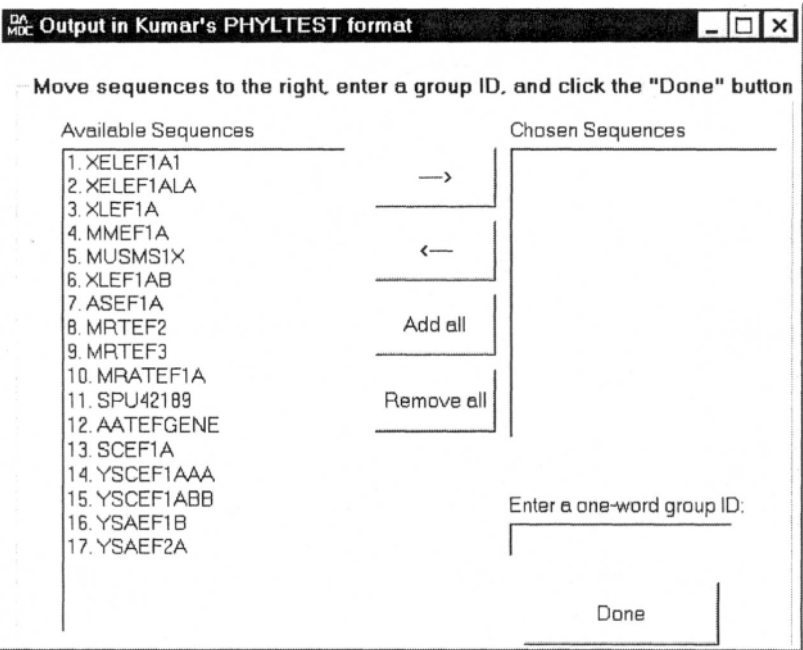 DA
MDC Output in Kumar's PHYLTEST format
Move sequences to the right, enter a group ID, and click the "Done" button
Available Sequences
1. XELEF1A1
2. XELEF1ALA
3. XLEF1A
4. MMEF1A
5. MUSMS1X
6. XLEF1AB
7. ASEF1A
8. MRTEF2
9. MRTEF3
10. MRATEF1A
11. SPU42189
12. AATEFGENE
13. SCEF1A
14. YSCEF1AAA
15. YSCEF1ABB
16. YSAEF1B
17. YSAEF2A
-->
<--
Add all
Remove all
Chosen Sequences
Enter a one-word group ID:
Done